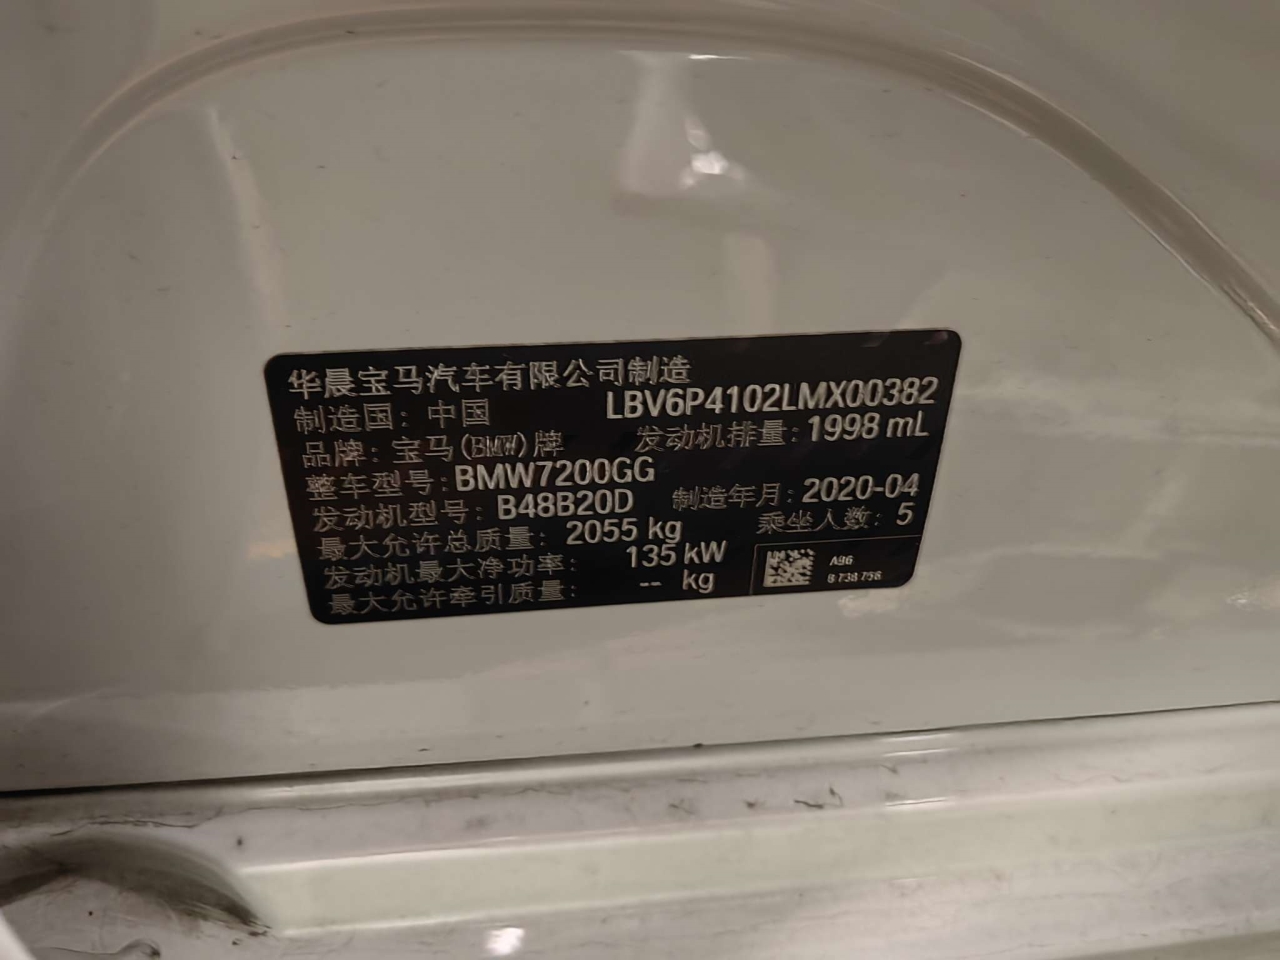 华晨宝马汽车有限公司制造
制造国：中国 LBV6P4102LMX00382
品牌：宝马(BMW)牌 发动机排量：1998 mL
整车型号：BMW7200GG
发动机型号：B48B20D 制造年月：2020-04
最大允许总质量：2055 kg 乘坐人数：5
发动机最大净功率：135 kW
最大允许牵引质量：-- kg
A96
8 738 756